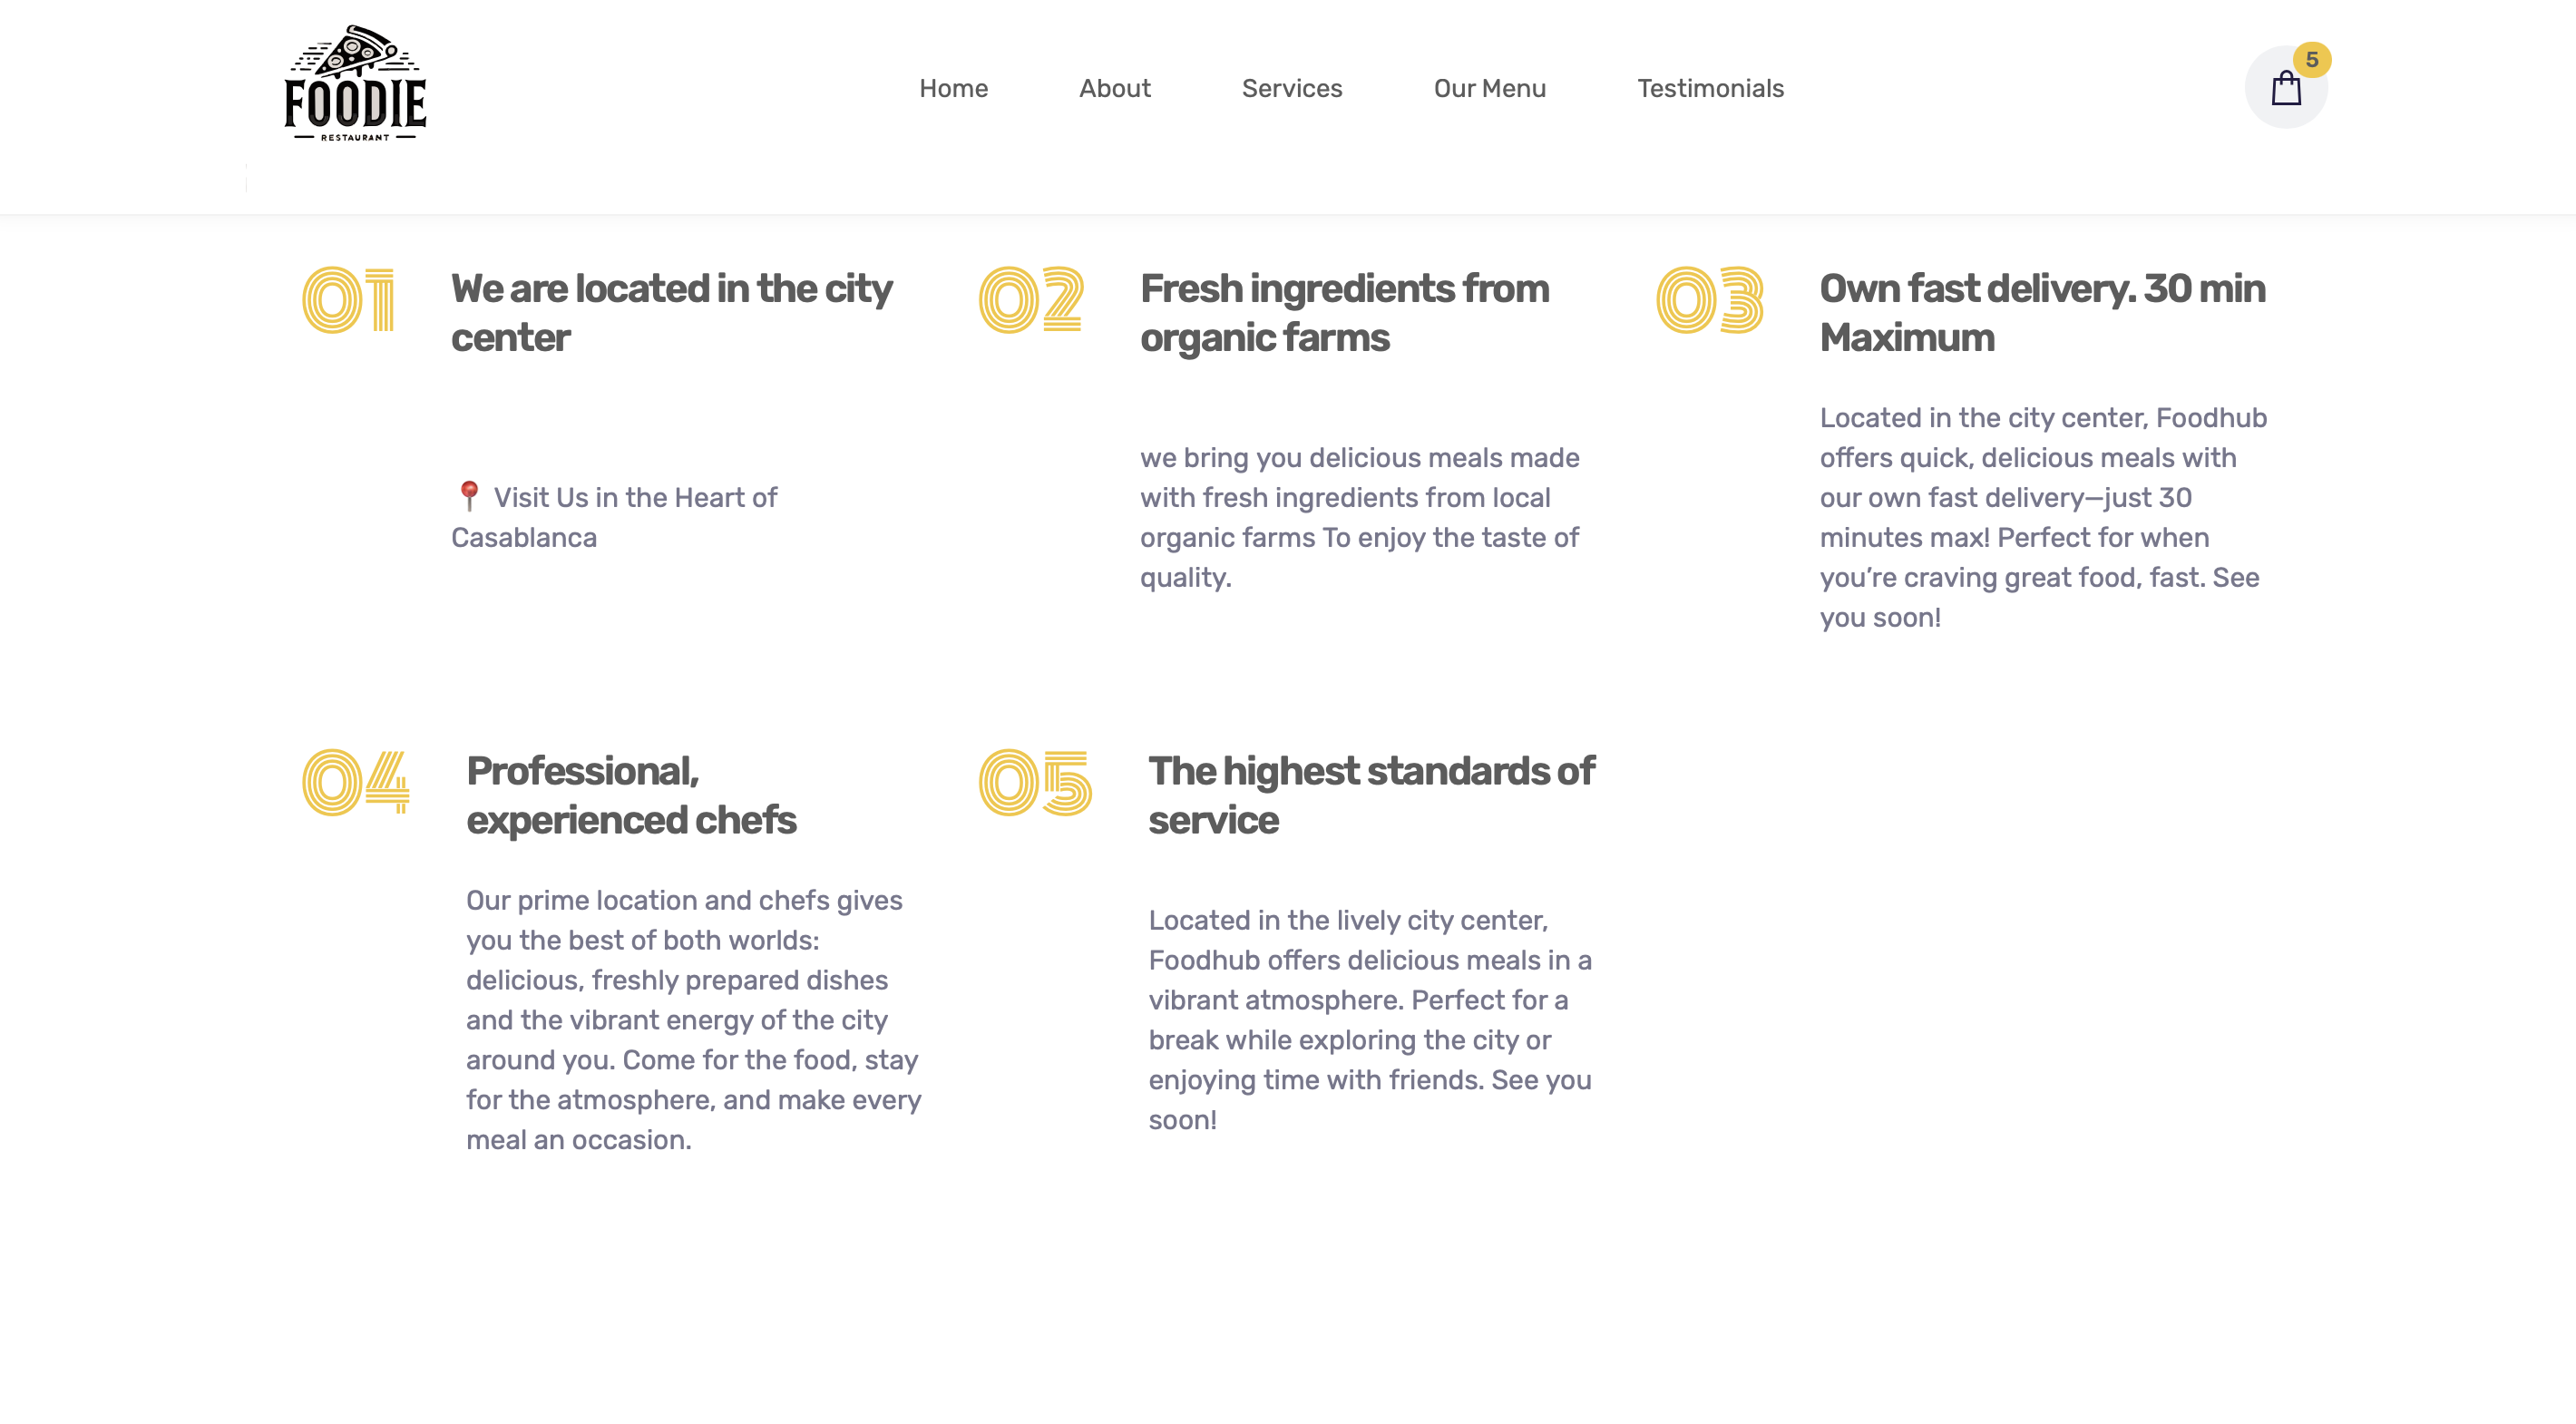 FOODIE
RESTAURANT
Home
About
Services
Our Menu
Testimonials
5
01
We are located in the city
center
📍 Visit Us in the Heart of
Casablanca
02
Fresh ingredients from
organic farms
we bring you delicious meals made
with fresh ingredients from local
organic farms To enjoy the taste of
quality.
03
Own fast delivery. 30 min
Maximum
Located in the city center, Foodhub
offers quick, delicious meals with
our own fast delivery—just 30
minutes max! Perfect for when
you’re craving great food, fast. See
you soon!
04
Professional,
experienced chefs
Our prime location and chefs gives
you the best of both worlds:
delicious, freshly prepared dishes
and the vibrant energy of the city
around you. Come for the food, stay
for the atmosphere, and make every
meal an occasion.
05
The highest standards of
service
Located in the lively city center,
Foodhub offers delicious meals in a
vibrant atmosphere. Perfect for a
break while exploring the city or
enjoying time with friends. See you
soon!